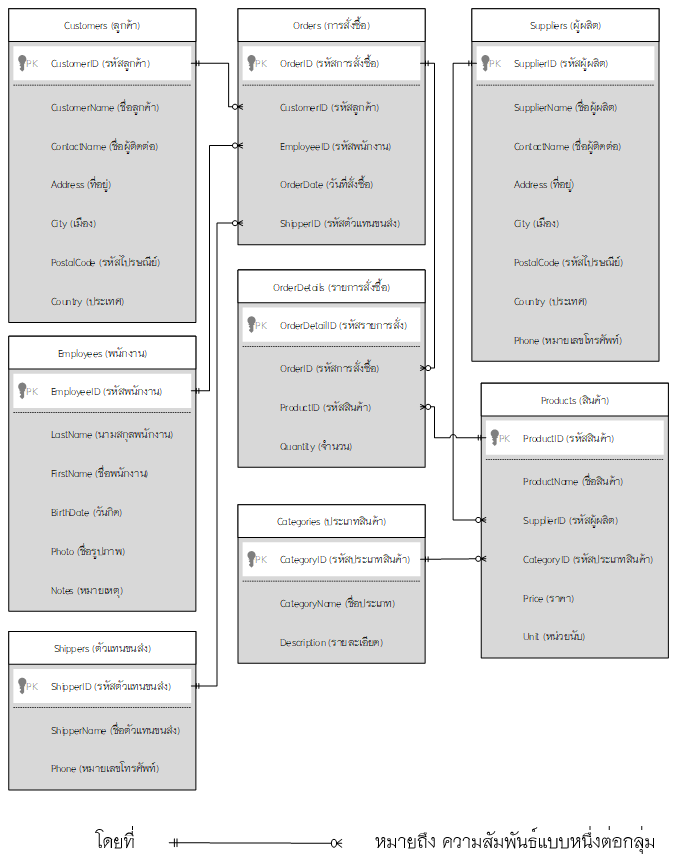 Customers (ลูกค้า)
PK CustomerID (รหัสลูกค้า)
CustomerName (ชื่อลูกค้า)
ContactName (ชื่อผู้ติดต่อ)
Address (ที่อยู่)
City (เมือง)
PostalCode (รหัสไปรษณีย์)
Country (ประเทศ)
Orders (การสั่งซื้อ)
PK OrderID (รหัสการสั่งซื้อ)
CustomerID (รหัสลูกค้า)
EmployeeID (รหัสพนักงาน)
OrderDate (วันที่สั่งซื้อ)
ShipperID (รหัสตัวแทนขนส่ง)
Suppliers (ผู้ผลิต)
PK SupplierID (รหัสผู้ผลิต)
SupplierName (ชื่อผู้ผลิต)
ContactName (ชื่อผู้ติดต่อ)
Address (ที่อยู่)
City (เมือง)
PostalCode (รหัสไปรษณีย์)
Country (ประเทศ)
Phone (หมายเลขโทรศัพท์)
OrderDetails (รายการสั่งซื้อ)
PK OrderDetailID (รหัสรายการสั่ง)
OrderID (รหัสการสั่งซื้อ)
ProductID (รหัสสินค้า)
Quantity (จำนวน)
Employees (พนักงาน)
PK EmployeeID (รหัสพนักงาน)
LastName (นามสกุลพนักงาน)
FirstName (ชื่อพนักงาน)
BirthDate (วันเกิด)
Photo (ชื่อรูปภาพ)
Notes (หมายเหตุ)
Products (สินค้า)
PK ProductID (รหัสสินค้า)
ProductName (ชื่อสินค้า)
SupplierID (รหัสผู้ผลิต)
CategoryID (รหัสประเภทสินค้า)
Price (ราคา)
Unit (หน่วยนับ)
Categories (ประเภทสินค้า)
PK CategoryID (รหัสประเภทสินค้า)
CategoryName (ชื่อประเภท)
Description (รายละเอียด)
Shippers (ตัวแทนขนส่ง)
PK ShipperID (รหัสตัวแทนขนส่ง)
ShipperName (ชื่อตัวแทนขนส่ง)
Phone (หมายเลขโทรศัพท์)
โดยที่ หมายถึง ความสัมพันธ์แบบหนึ่งต่อกลุ่ม